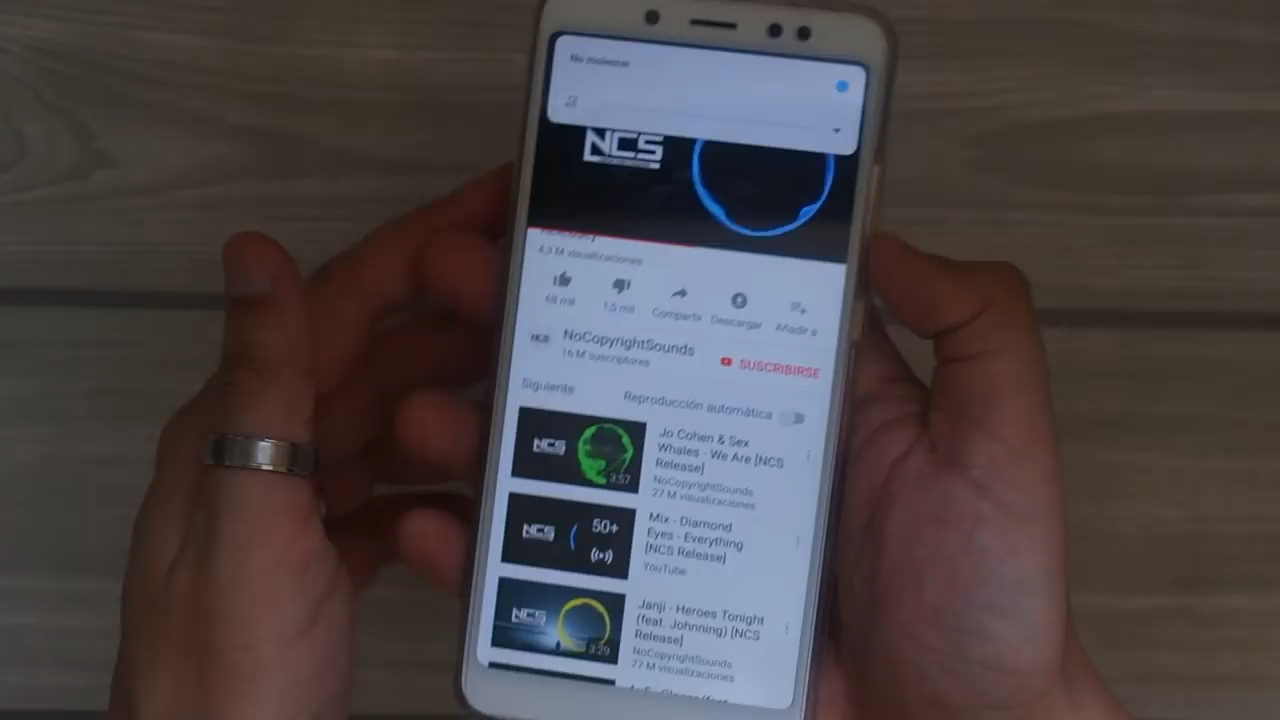 No molestar
NCS
4,3 M visualizaciones
68 mil
1,5 mil
Compartir
Descargar
Añadir a
NoCopyrightSounds
16 M suscriptores
SUSCRIBIRSE
Siguiente
Reproducción automática
NCS
3:57
Jo Cohen & Sex
Whales - We Are [NCS
Release]
NoCopyrightSounds
27 M visualizaciones
NCS
50+
Mix - Diamond
Eyes - Everything
[NCS Release]
YouTube
NCS
3:29
Janji - Heroes Tonight
(feat. Johnning) [NCS
Release]
NoCopyrightSounds
77 M visualizaciones